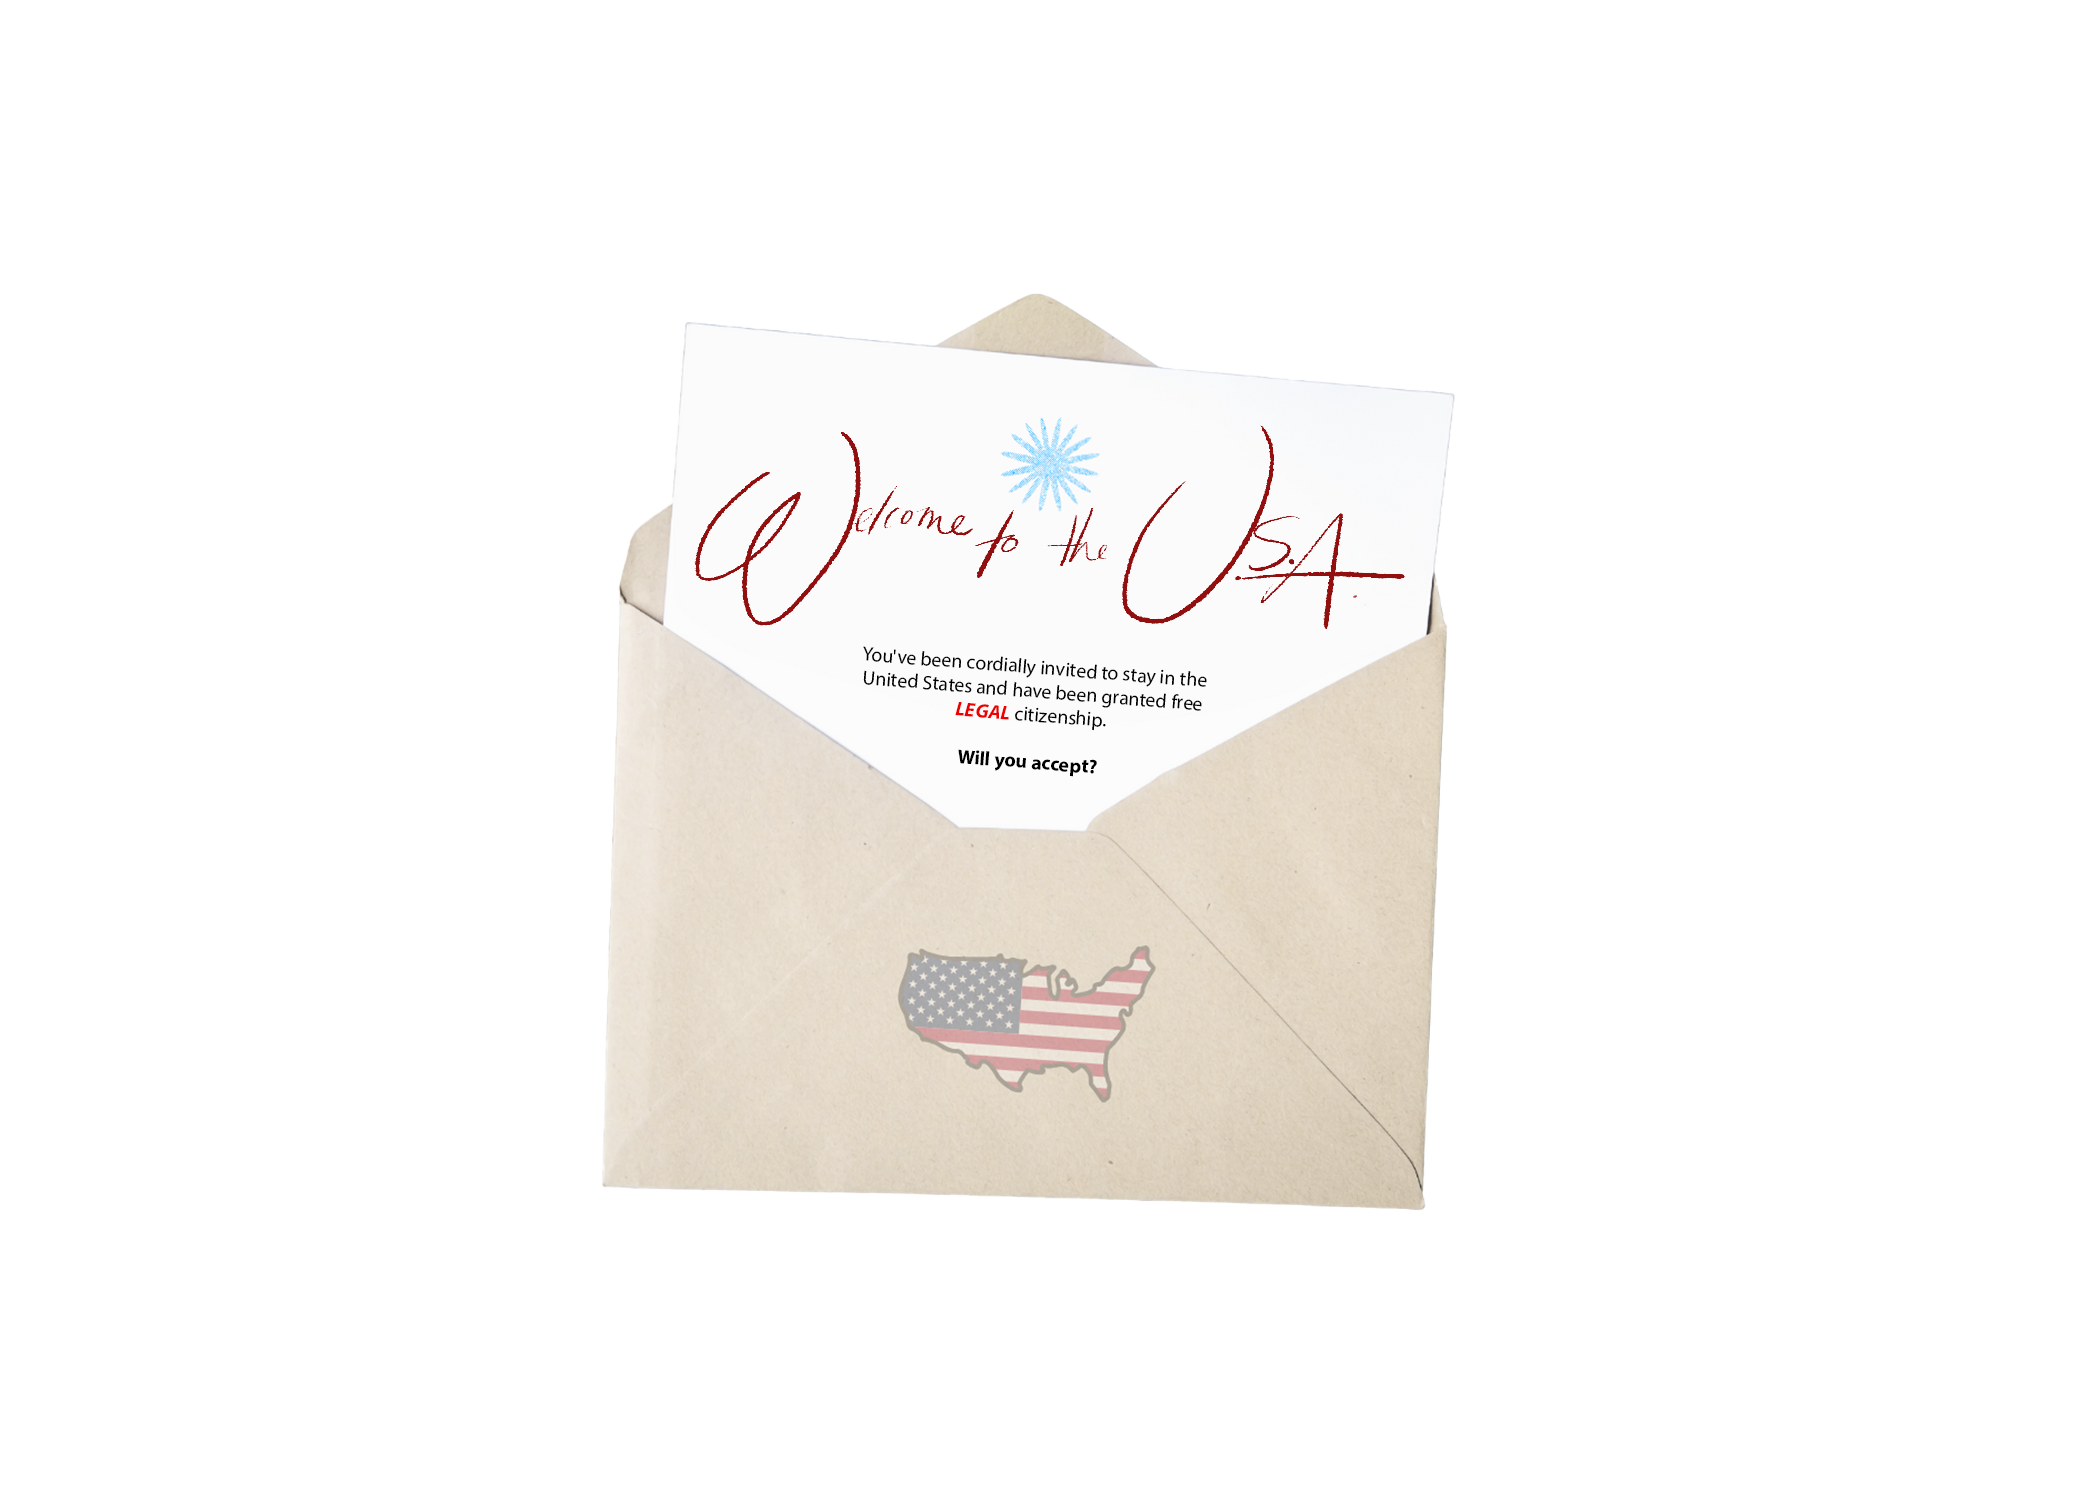 Welcome to the U.S.A.
You've been cordially invited to stay in the
United States and have been granted free
LEGAL citizenship.
Will you accept?